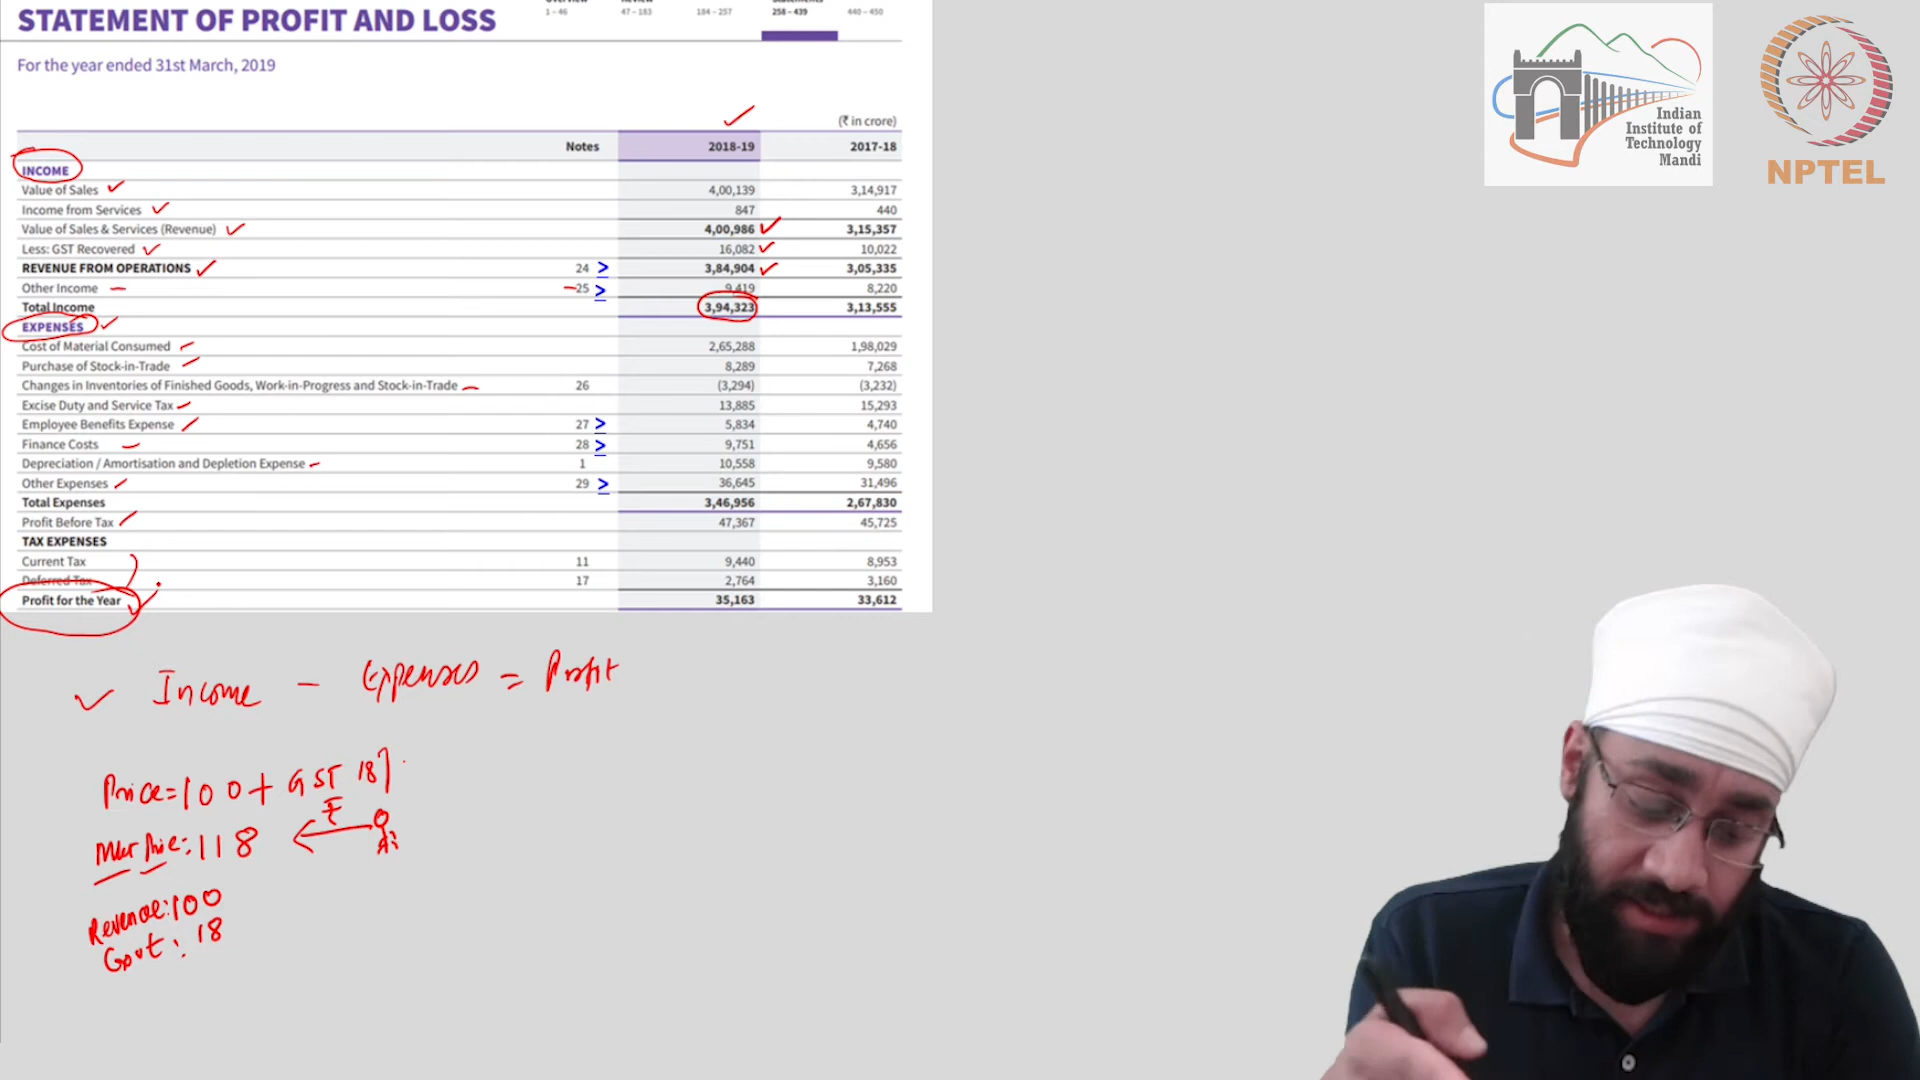 STATEMENT OF PROFIT AND LOSS
1 – 46 47 – 183 184 – 257 258 – 439 440 – 450
For the year ended 31st March, 2019
(₹ in crore)
Notes 2018-19 2017-18
INCOME
Value of Sales 4,00,139 3,14,917
Income from Services 847 440
Value of Sales & Services (Revenue) 4,00,986 3,15,357
Less: GST Recovered 16,082 10,022
REVENUE FROM OPERATIONS 24 > 3,84,904 3,05,335
Other Income 25 > 9,419 8,220
Total Income 3,94,323 3,13,555
EXPENSES
Cost of Material Consumed 2,65,288 1,98,029
Purchase of Stock-in-Trade 8,289 7,268
Changes in Inventories of Finished Goods, Work-in-Progress and Stock-in-Trade 26 (3,294) (3,232)
Excise Duty and Service Tax 13,885 15,293
Employee Benefits Expense 27 > 5,834 4,740
Finance Costs 28 > 9,751 4,656
Depreciation / Amortisation and Depletion Expense 1 10,558 9,580
Other Expenses 29 > 36,645 31,496
Total Expenses 3,46,956 2,67,830
Profit Before Tax 47,367 45,725
TAX EXPENSES
Current Tax 11 9,440 8,953
Deferred Tax 17 2,764 3,160
Profit for the Year 35,163 33,612
Income – Expenses = Profit
Price = 100 + GST 18%
₹
Mkt Price: 118
Revenue: 100
Govt: 18
Indian
Institute of
Technology
Mandi
NPTEL